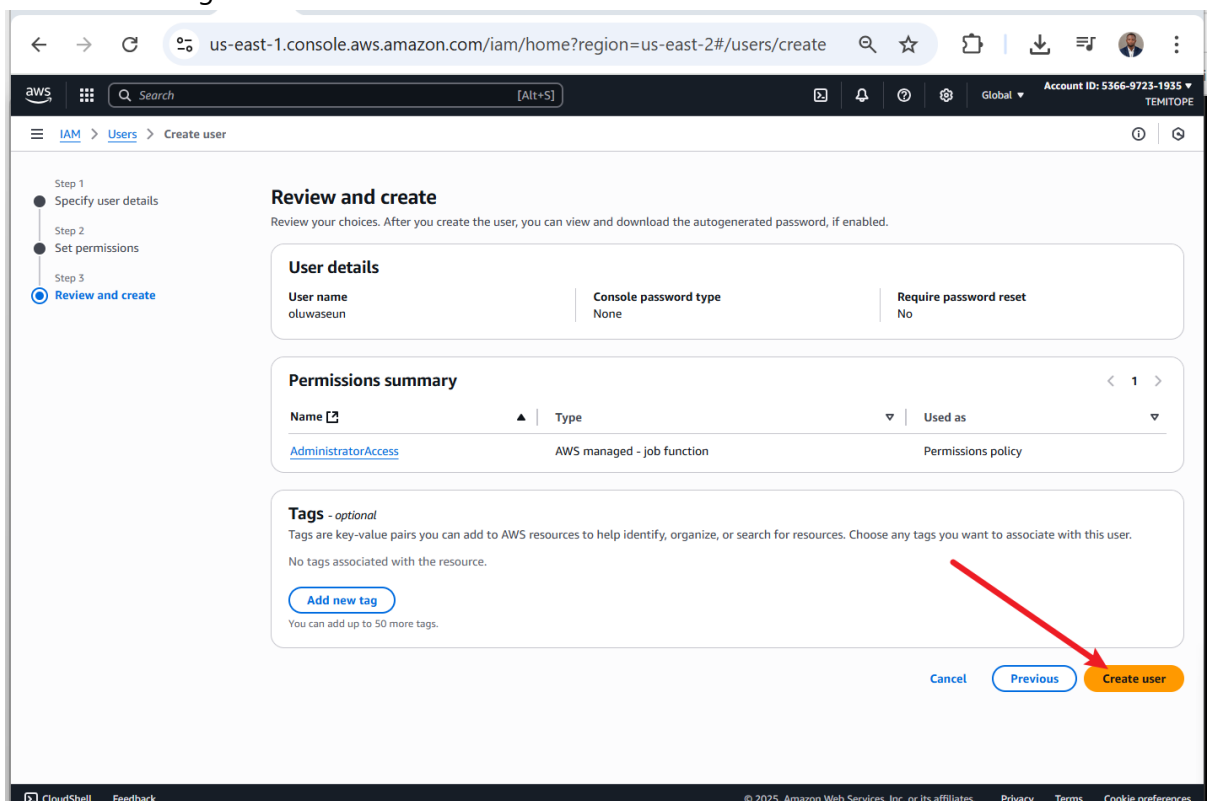 us-east-1.console.aws.amazon.com/iam/home?region=us-east-2#/users/create
aws
Search
[Alt+S]
Global
Account ID: 5366-9723-1935
TEMITOPE
IAM > Users > Create user
Step 1
Specify user details
Step 2
Set permissions
Step 3
Review and create
Review and create
Review your choices. After you create the user, you can view and download the autogenerated password, if enabled.
User details
User name
oluwaseun
Console password type
None
Require password reset
No
Permissions summary
1
Name
Type
Used as
AdministratorAccess
AWS managed - job function
Permissions policy
Tags - optional
Tags are key-value pairs you can add to AWS resources to help identify, organize, or search for resources. Choose any tags you want to associate with this user.
No tags associated with the resource.
Add new tag
You can add up to 50 more tags.
Cancel
Previous
Create user
CloudShell
Feedback
© 2025, Amazon Web Services, Inc. or its affiliates.
Privacy
Terms
Cookie preferences